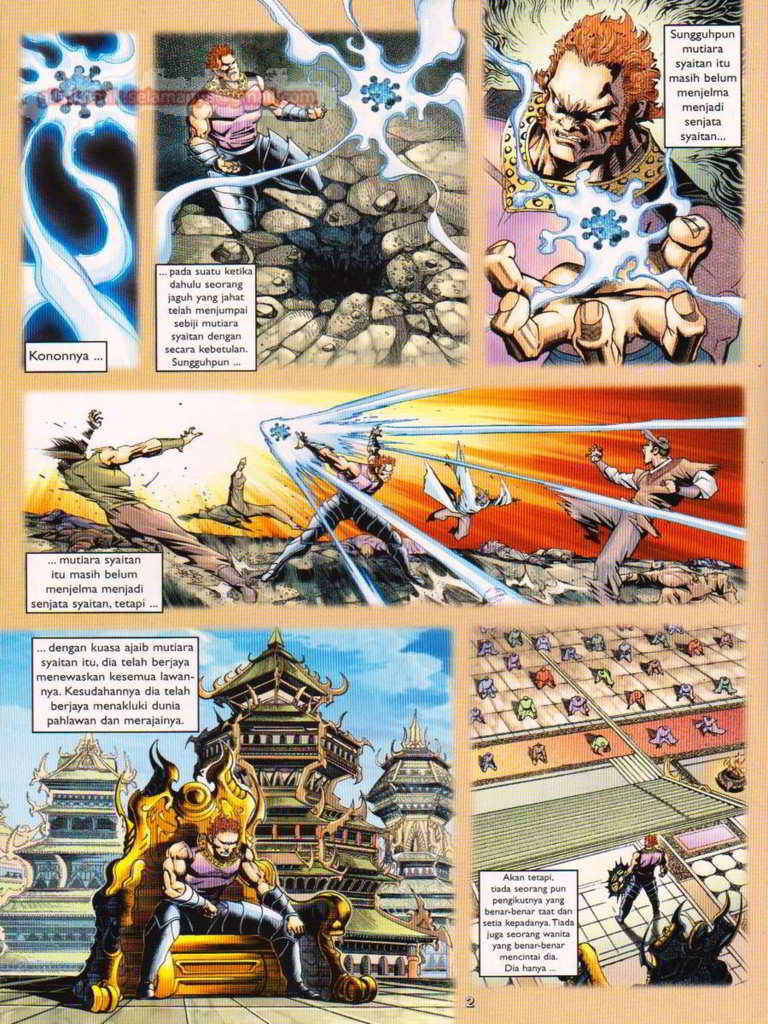 Kononnya ...
... pada suatu ketika
dahulu seorang
jaguh yang jahat
telah menjumpai
sebiji mutiara
syaitan dengan
secara kebetulan.
Sungguhpun ...
Sungguhpun
mutiara
syaitan itu
masih belum
menjelma
menjadi
senjata
syaitan...
... mutiara syaitan
itu masih belum
menjelma menjadi
senjata syaitan, tetapi ...
... dengan kuasa ajaib mutiara
syaitan itu, dia telah berjaya
menewaskan kesemua lawan-
nya. Kesudahannya dia telah
berjaya menakluki dunia
pahlawan dan merajainya.
Akan tetapi,
tiada seorang pun
pengikutnya yang
benar-benar taat dan
setia kepadanya. Tiada
juga seorang wanita
yang benar-benar
mencintai dia.
Dia hanya ...
2